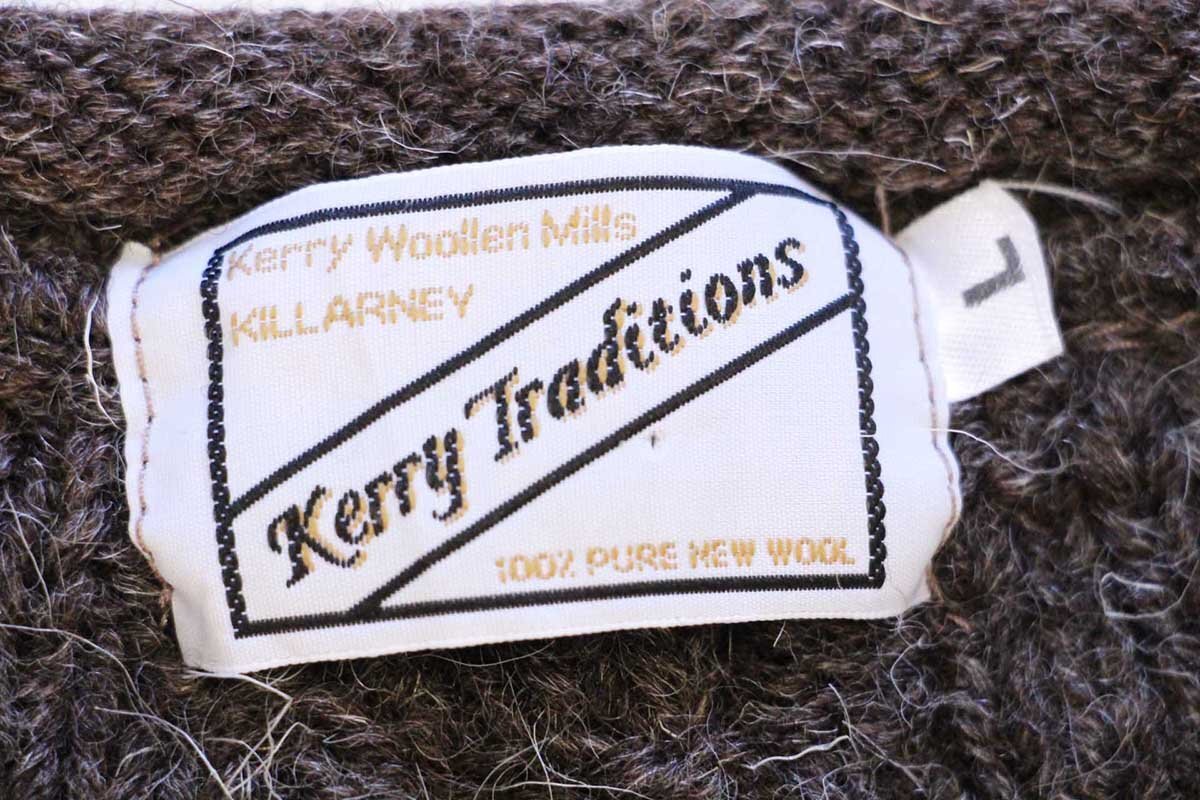 Kerry Woollen Mills
KILLARNEY
Kerry Traditions
100% PURE NEW WOOL
L